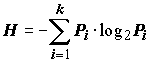 H = -∑_{i=1}^{k} P_i · log_2 P_i